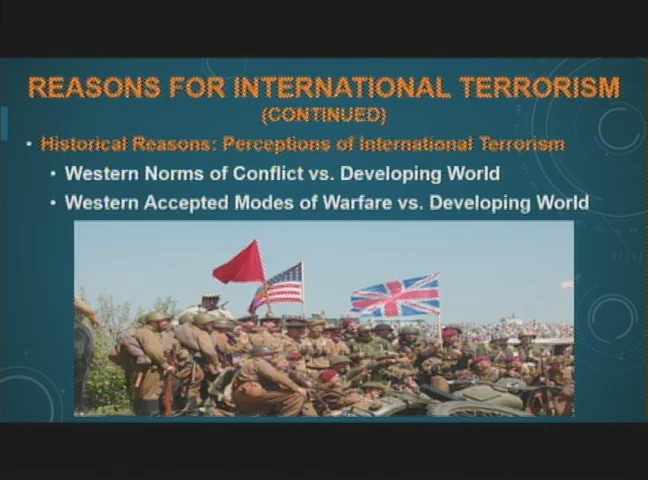 REASONS FOR INTERNATIONAL TERRORISM
(CONTINUED)
• Historical Reasons: Perceptions of International Terrorism
• Western Norms of Conflict vs. Developing World
• Western Accepted Modes of Warfare vs. Developing World